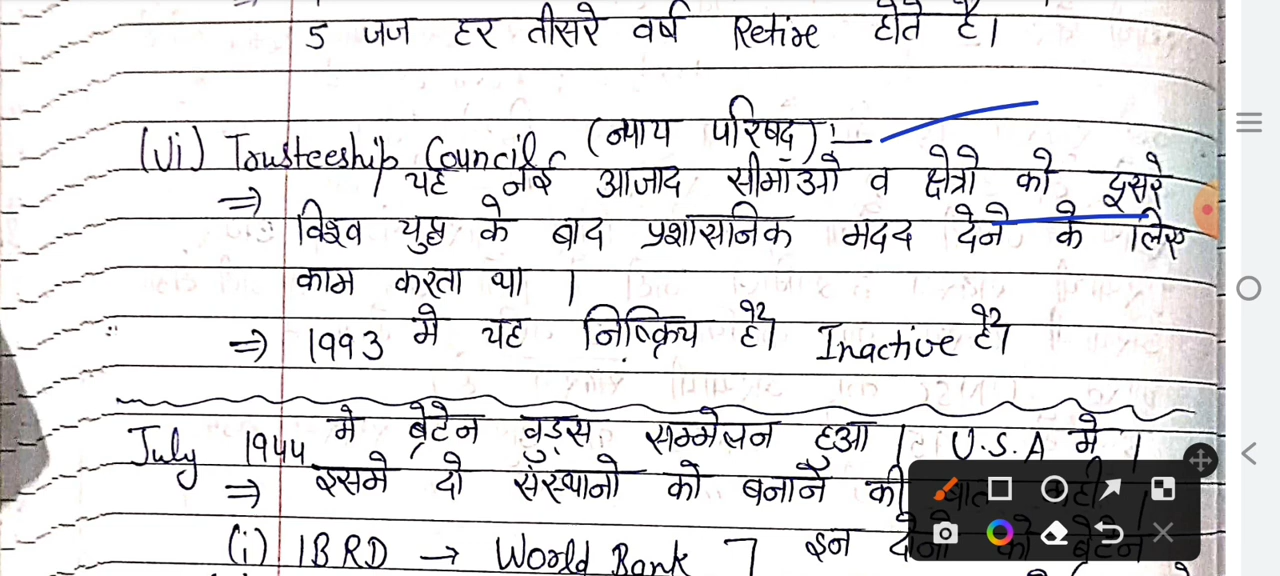 5 जज हर तीसरे वर्ष Retire होते है।
(vi) Trusteeship Council (न्याय परिषद) :—
⇒ यह नई आजाद सीमाओ व क्षेत्रो को दुसरे
विश्व युद्ध के बाद प्रशासनिक मदद देने के लिए
काम करता था ।
⇒ 1993 मे यह निष्क्रिय है। Inactive है।
July 1944 मे ब्रेटेन वुड्स सम्मेलन हुआ । U.S.A मे ।
⇒ इसमे दो संस्थानो को बनाने की
(i) IBRD → World Bank इन